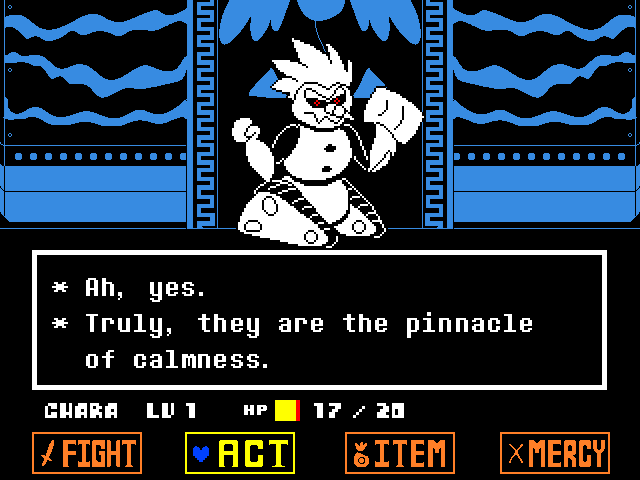 * Ah, yes.
* Truly, they are the pinnacle
of calmness.
CHARA LV 1 HP 17 / 20
FIGHT ACT ITEM MERCY